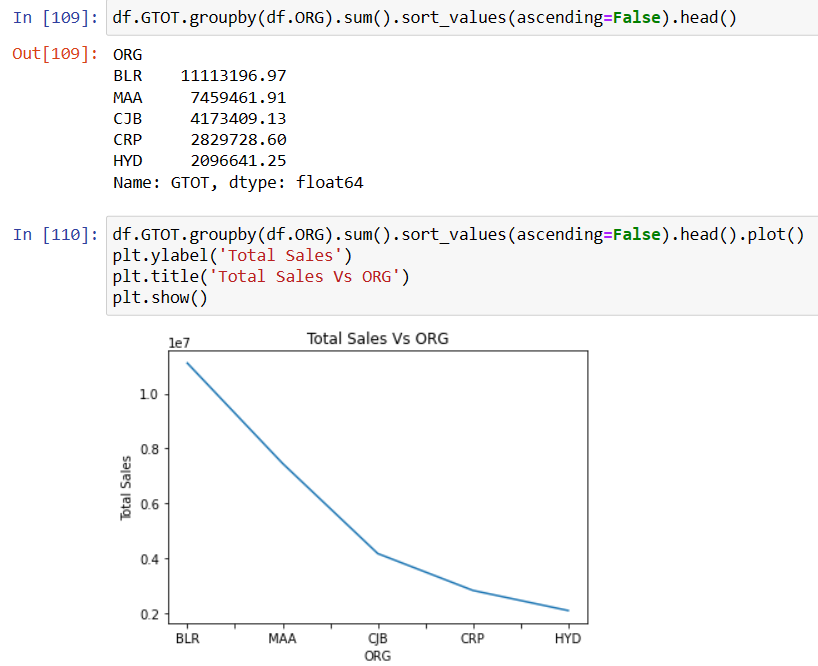 In [109]: df.GTOT.groupby(df.ORG).sum().sort_values(ascending=False).head()
Out[109]: ORG
BLR    11113196.97
MAA     7459461.91
CJB     4173409.13
CRP     2829728.60
HYD     2096641.25
Name: GTOT, dtype: float64
In [110]: df.GTOT.groupby(df.ORG).sum().sort_values(ascending=False).head().plot()
plt.ylabel('Total Sales')
plt.title('Total Sales Vs ORG')
plt.show()
1e7
Total Sales Vs ORG
1.0
0.8
0.6
0.4
0.2
Total Sales
BLR MAA CJB CRP HYD
ORG